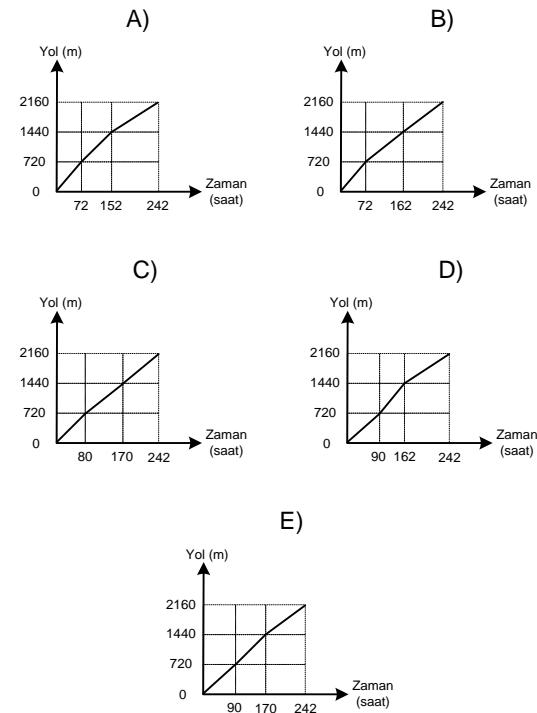 A)
Yol (m)
2160
1440
720
0
72 152 242
Zaman
(saat)
B)
Yol (m)
2160
1440
720
0
72 162 242
Zaman
(saat)
C)
Yol (m)
2160
1440
720
0
80 170 242
Zaman
(saat)
D)
Yol (m)
2160
1440
720
0
90 162 242
Zaman
(saat)
E)
Yol (m)
2160
1440
720
0
90 170 242
Zaman
(saat)